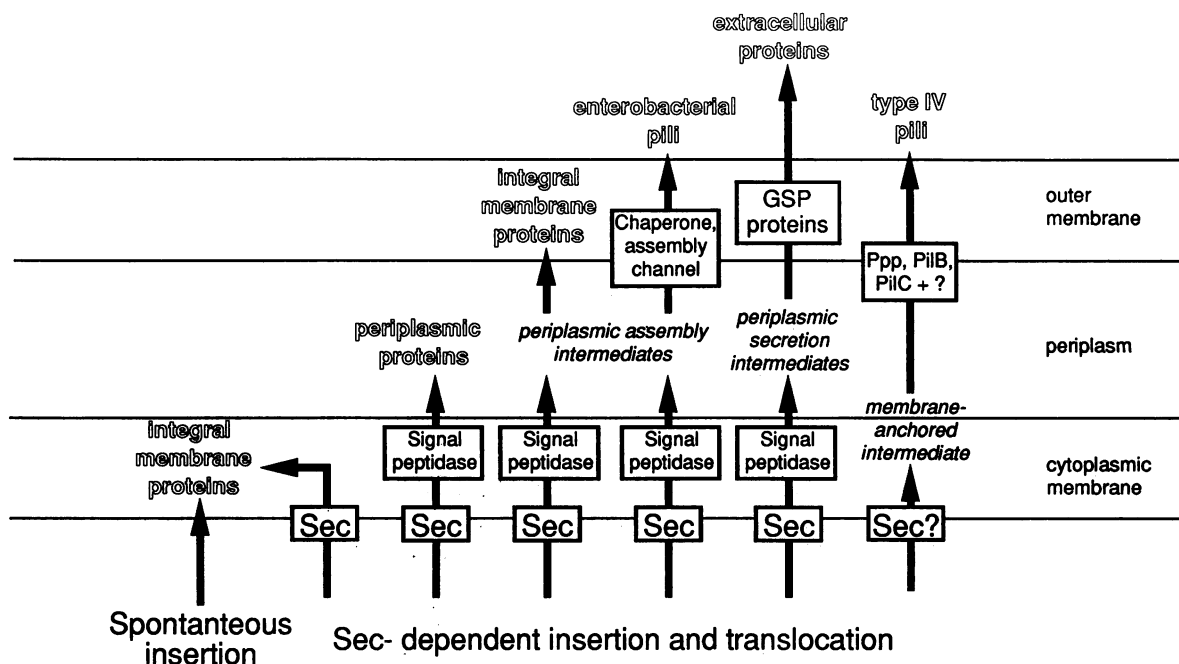 extracellular
proteins
enterobacterial
pili
type IV
pili
integral
membrane
proteins
GSP
proteins
outer
membrane
Chaperone,
assembly
channel
Ppp, PilB,
PilC + ?
periplasmic
proteins
periplasmic assembly
intermediates
periplasmic
secretion
intermediates
periplasm
membrane-
anchored
intermediate
integral
membrane
proteins
Signal
peptidase
Signal
peptidase
Signal
peptidase
Signal
peptidase
cytoplasmic
membrane
Sec
Sec
Sec
Sec
Sec
Sec?
Spontaneous
insertion
Sec- dependent insertion and translocation